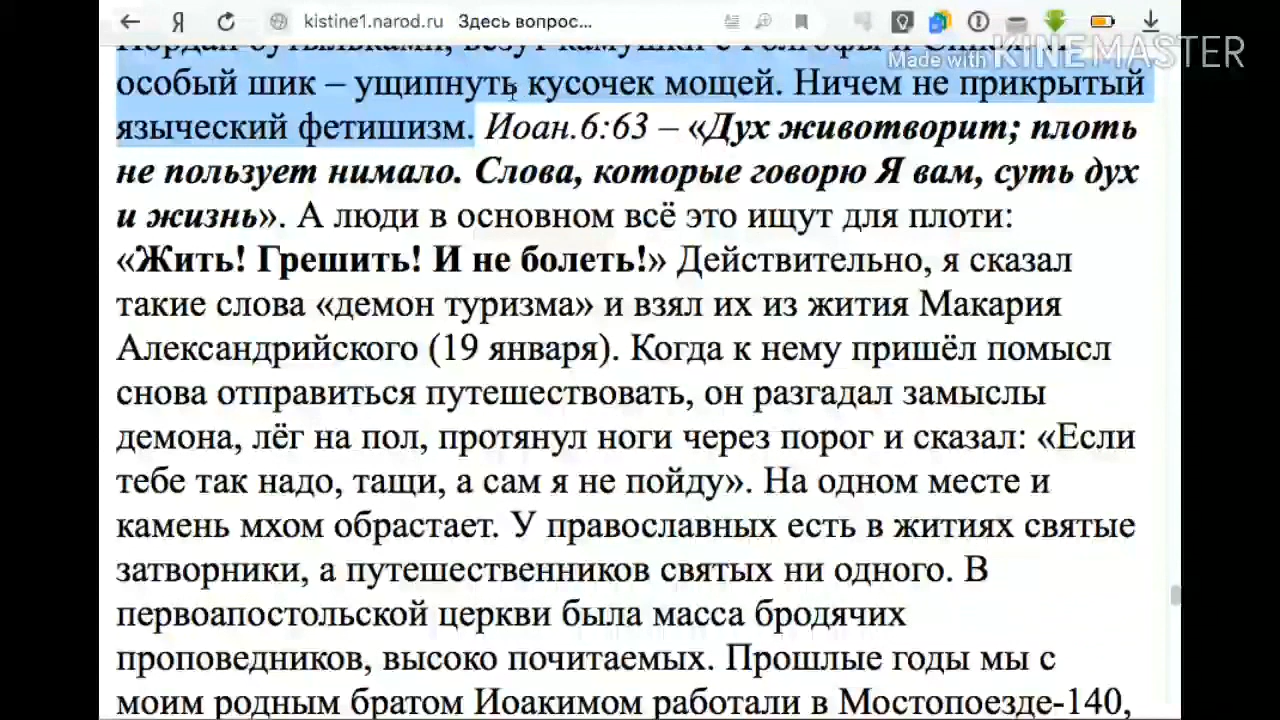 kistine1.narod.ru Здесь вопрос...
Made with KINEMASTER
особый шик – ущипнуть кусочек мощей. Ничем не прикрытый
языческий фетишизм. Иоан.6:63 – «Дух животворит; плоть
не пользует нимало. Слова, которые говорю Я вам, суть дух
и жизнь». А люди в основном всё это ищут для плоти:
«Жить! Грешить! И не болеть!» Действительно, я сказал
такие слова «демон туризма» и взял их из жития Макария
Александрийского (19 января). Когда к нему пришёл помысл
снова отправиться путешествовать, он разгадал замыслы
демона, лёг на пол, протянул ноги через порог и сказал: «Если
тебе так надо, тащи, а сам я не пойду». На одном месте и
камень мхом обрастает. У православных есть в житиях святые
затворники, а путешественников святых ни одного. В
первоапостольской церкви была масса бродячих
проповедников, высоко почитаемых. Прошлые годы мы с
моим родным братом Иоакимом работали в Мостопоезде-140,